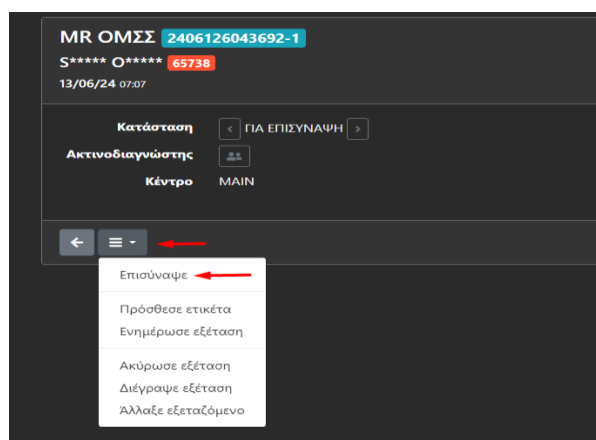 MR ΟΜΣΣ 2406126043692-1
S***** O***** 65738
13/06/24 07:07
Κατάσταση < ΓΙΑ ΕΠΙΣΥΝΑΨΗ >
Ακτινοδιαγνώστης
Κέντρο MAIN
Επισύναψε
Πρόσθεσε ετικέτα
Ενημέρωσε εξέταση
Ακύρωσε εξέταση
Διέγραψε εξέταση
Άλλαξε εξεταζόμενο